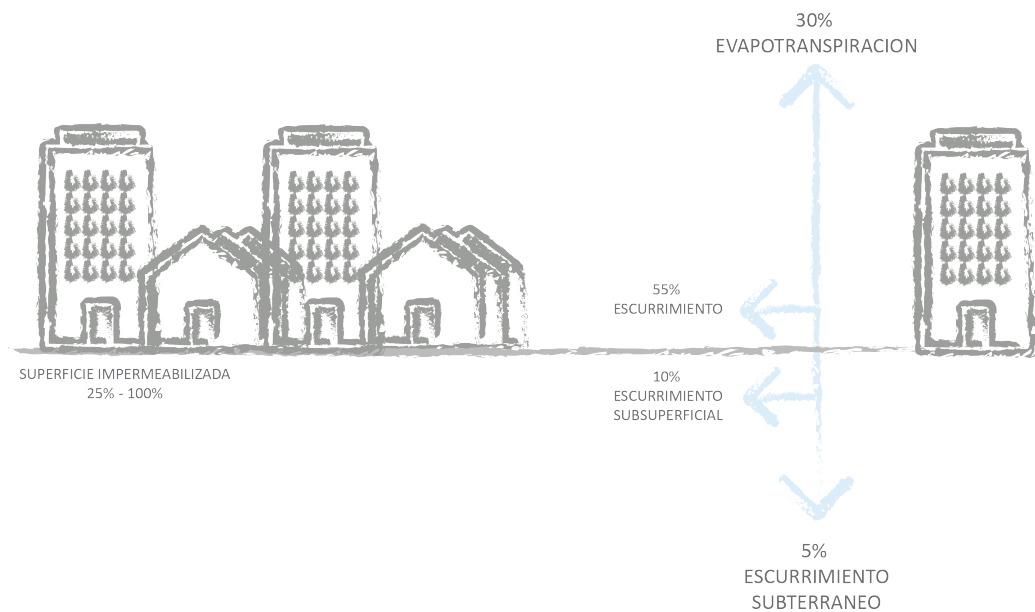 30%
EVAPOTRANSPIRACION
55%
ESCURRIMIENTO
SUPERFICIE IMPERMEABILIZADA
25% - 100%
10%
ESCURRIMIENTO
SUBSUPERFICIAL
5%
ESCURRIMIENTO
SUBTERRANEO